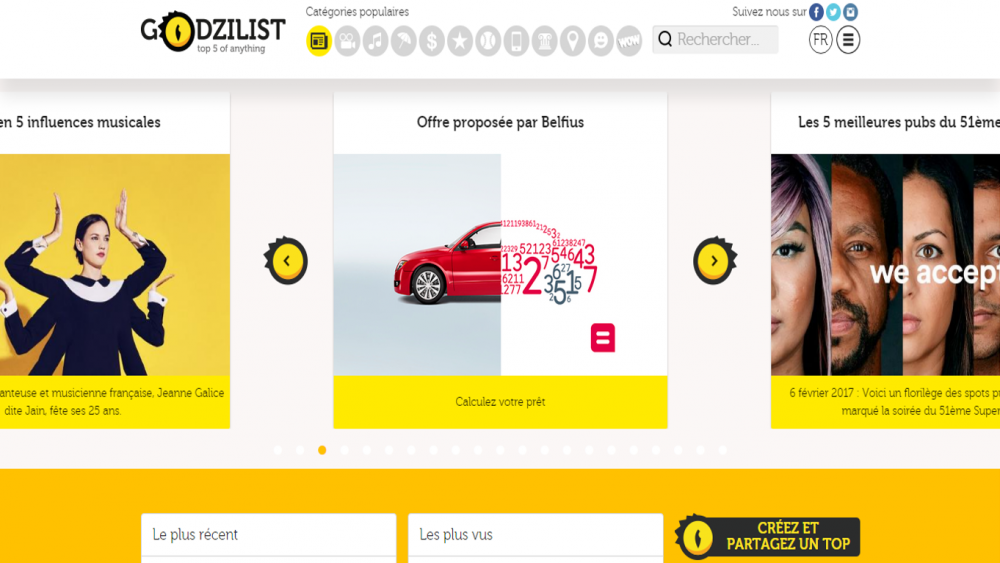 GODZILIST
top 5 of anything
Catégories populaires
Suivez nous sur
$
WOW
Rechercher...
FR
en 5 influences musicales
Offre proposée par Belfius
Les 5 meilleures pubs du 51ème
we accept
anteuse et musicienne française, Jeanne Galice
dite Jain, fête ses 25 ans.
Calculez votre prêt
6 février 2017 : Voici un florilège des spots pu
marqué la soirée du 51ème Super
Le plus récent
Les plus vus
CRÉEZ ET
PARTAGEZ UN TOP